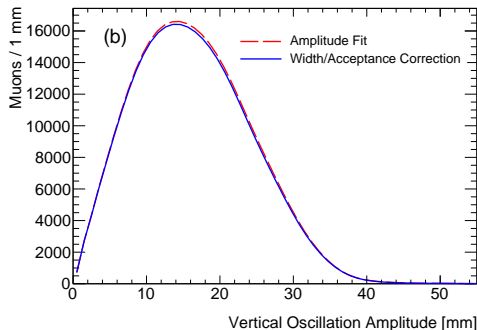 Muons / 1 mm
16000
14000
12000
10000
8000
6000
4000
2000
0
(b)
Amplitude Fit
Width/Acceptance Correction
0 10 20 30 40 50
Vertical Oscillation Amplitude [mm]